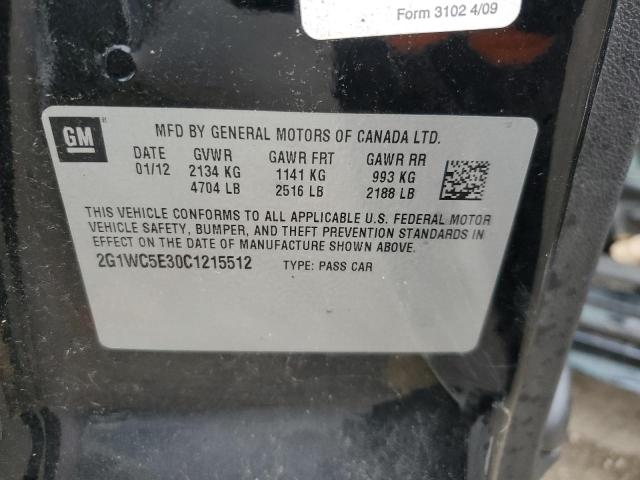 Form 3102 4/09
GM
MFD BY GENERAL MOTORS OF CANADA LTD.
DATE GVWR GAWR FRT GAWR RR
01/12 2134 KG 1141 KG 993 KG
4704 LB 2516 LB 2188 LB
THIS VEHICLE CONFORMS TO ALL APPLICABLE U.S. FEDERAL MOTOR
VEHICLE SAFETY, BUMPER, AND THEFT PREVENTION STANDARDS IN
EFFECT ON THE DATE OF MANUFACTURE SHOWN ABOVE.
2G1WC5E30C1215512 TYPE: PASS CAR